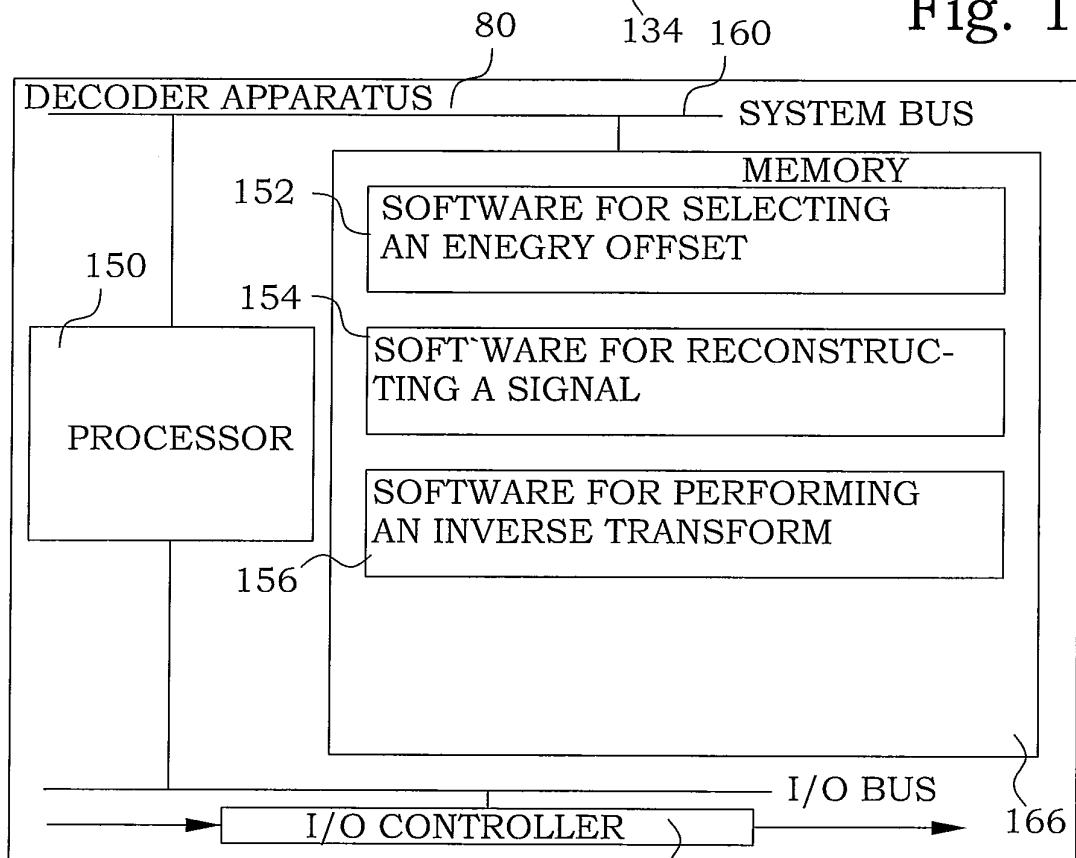 Fig. 1
134
160
80
DECODER APPARATUS
SYSTEM BUS
MEMORY
152
SOFTWARE FOR SELECTING
AN ENEGRY OFFSET
150
154
SOFT`WARE FOR RECONSTRUC-
TING A SIGNAL
PROCESSOR
SOFTWARE FOR PERFORMING
AN INVERSE TRANSFORM
156
I/O BUS
166
I/O CONTROLLER